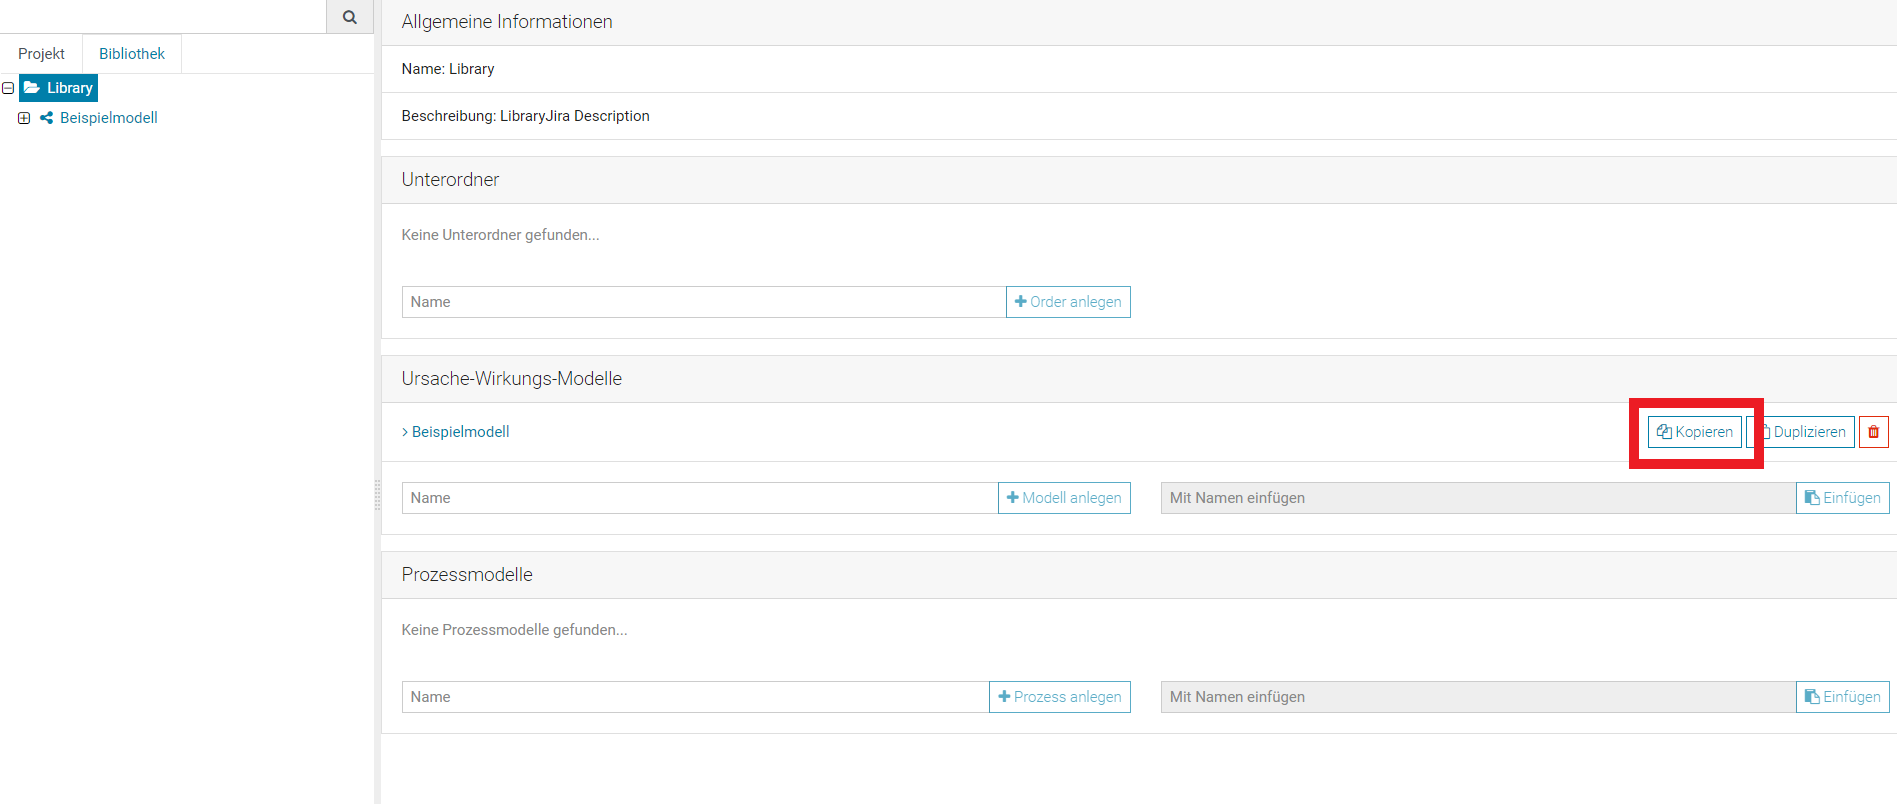 Projekt
Bibliothek
Library
Beispielmodell
Allgemeine Informationen
Name: Library
Beschreibung: LibraryJira Description
Unterordner
Keine Unterordner gefunden...
Name
Order anlegen
Ursache-Wirkungs-Modelle
Beispielmodell
Kopieren
Duplizieren
Name
Modell anlegen
Mit Namen einfügen
Einfügen
Prozessmodelle
Keine Prozessmodelle gefunden...
Name
Prozess anlegen
Mit Namen einfügen
Einfügen